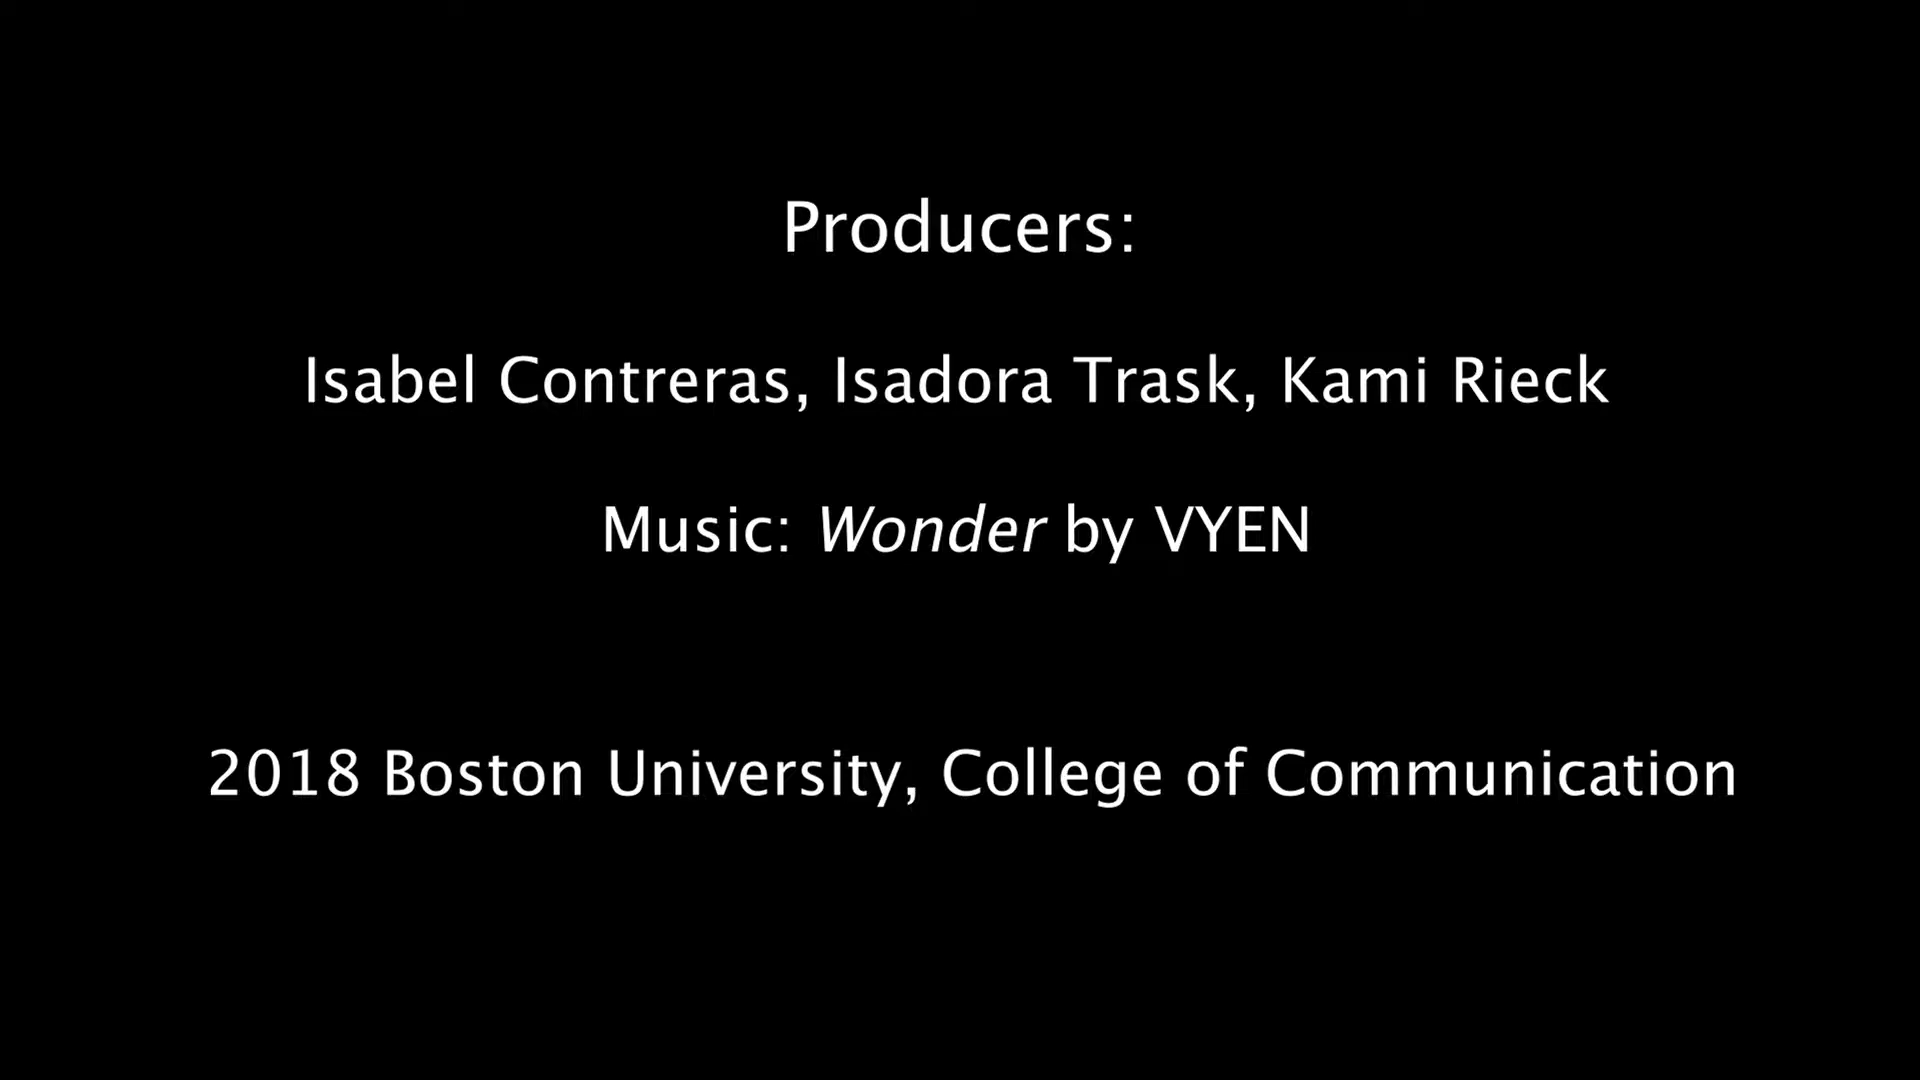 Producers:
Isabel Contreras, Isadora Trask, Kami Rieck
Music: Wonder by VYEN
2018 Boston University, College of Communication